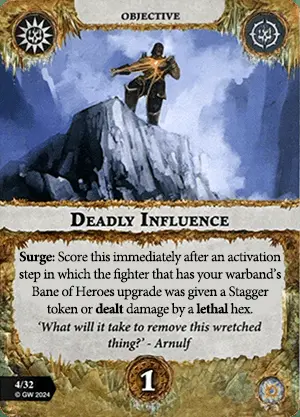 OBJECTIVE
DEADLY INFLUENCE
Surge: Score this immediately after an activation
step in which the fighter that has your warband's
Bane of Heroes upgrade was given a Stagger
token or dealt damage by a lethal hex.
'What will it take to remove this wretched
thing?' - Arnulf
4/32
© GW 2024
1